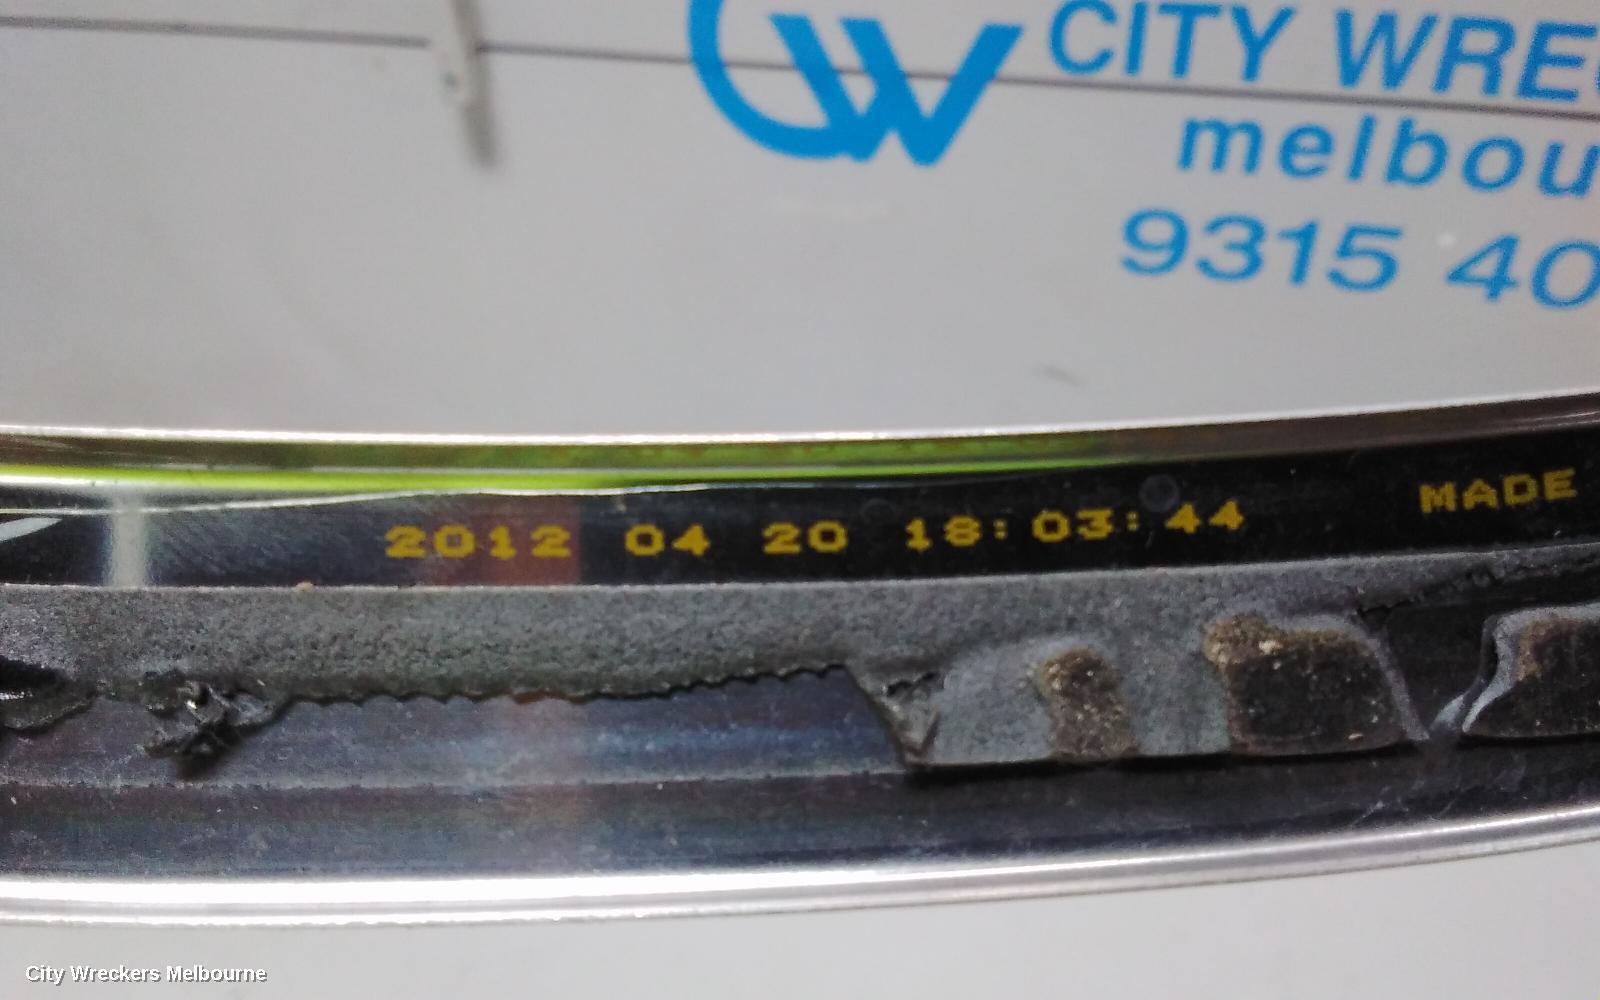 CITY WREC
melbou
9315 40
2012 04 20 18:03:44 MADE
City Wreckers Melbourne